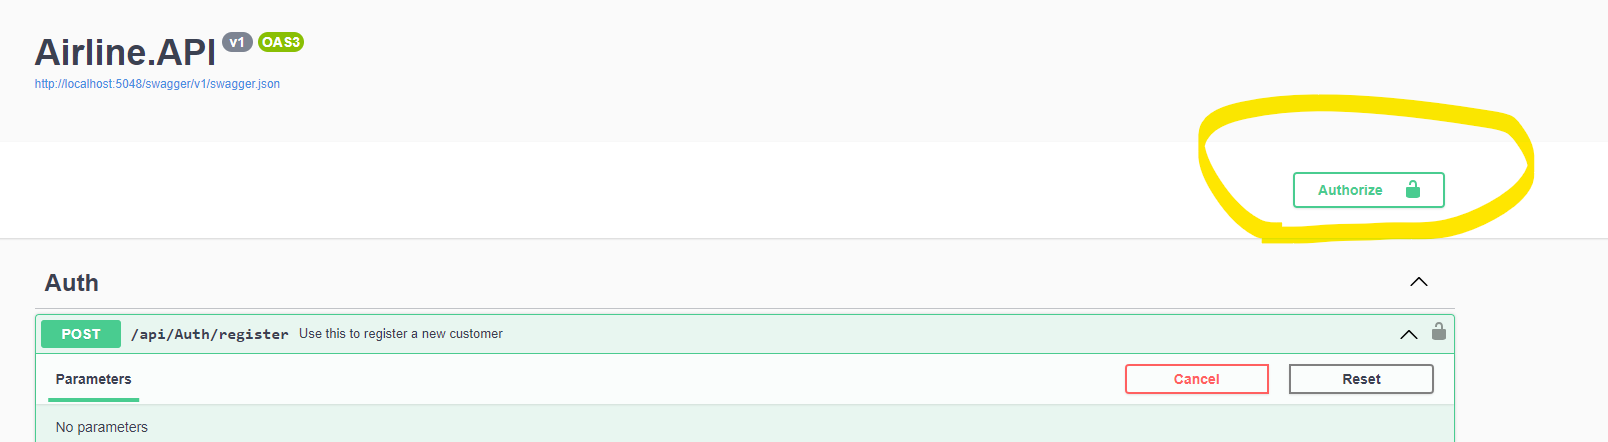 Airline.API v1 OAS3
http://localhost:5048/swagger/v1/swagger.json
Authorize
Auth
POST /api/Auth/register Use this to register a new customer
Parameters Cancel Reset
No parameters